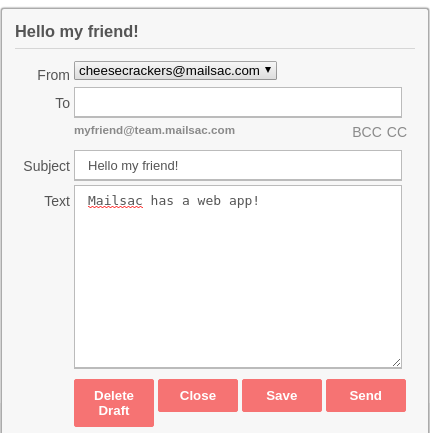 Hello my friend!
From cheesecrackers@mailsac.com
To
myfriend@team.mailsac.com BCC CC
Subject Hello my friend!
Text Mailsac has a web app!
Delete Draft Close Save Send